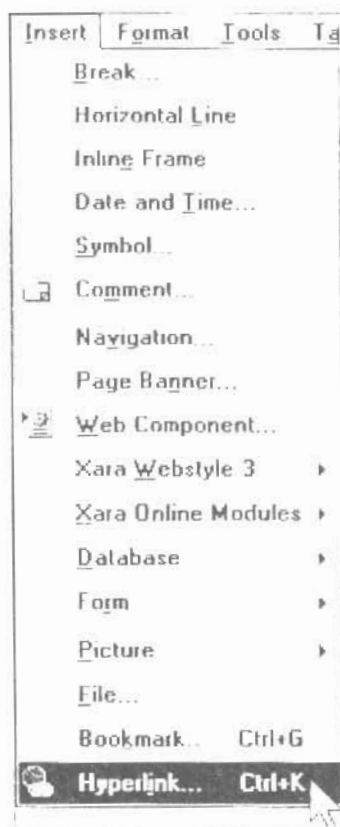 Insert Format Tools Ta
Break...
Horizontal Line
Inline Frame
Date and Time...
Symbol...
Comment...
Navigation...
Page Banner...
Web Component...
Xara Webstyle 3
Xara Online Modules
Database
Form
Picture
File...
Bookmark... Ctrl+G
Hyperlink... Ctrl+K